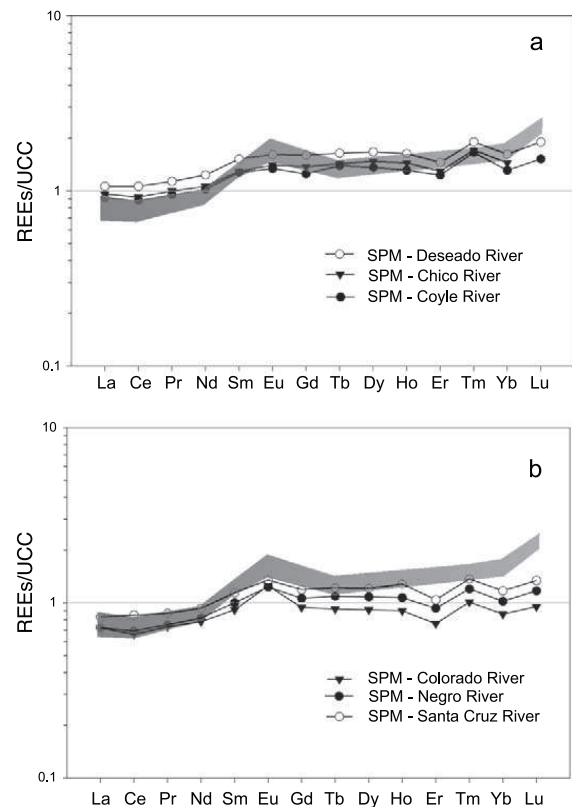 10
a
REEs/UCC
1
SPM - Deseado River
SPM - Chico River
SPM - Coyle River
0.1
La Ce Pr Nd Sm Eu Gd Tb Dy Ho Er Tm Yb Lu
10
b
REEs/UCC
1
SPM - Colorado River
SPM - Negro River
SPM - Santa Cruz River
0.1
La Ce Pr Nd Sm Eu Gd Tb Dy Ho Er Tm Yb Lu